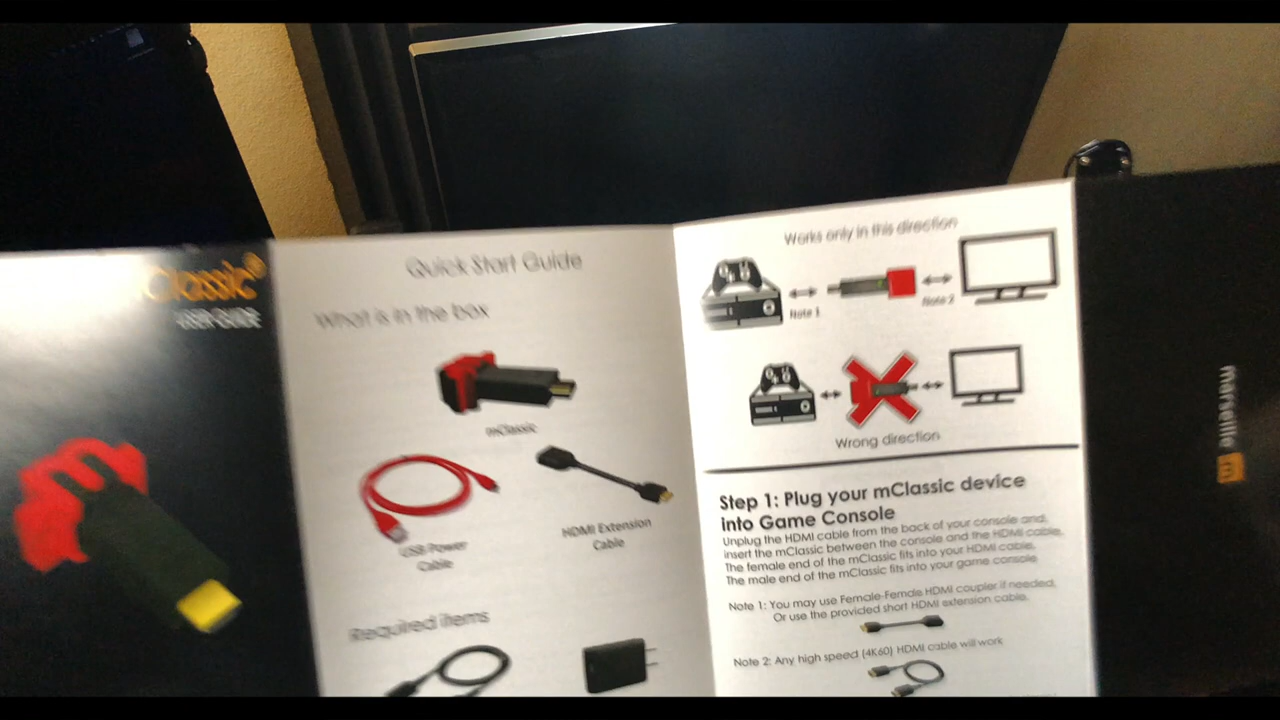 Classic®
USER GUIDE
Quick Start Guide
What is in the box
mClassic
USB Power
Cable
HDMI Extension
Cable
Required items
Works only in this direction
Note 1
Note 2
Wrong direction
Step 1: Plug your mClassic device
into Game Console
Unplug the HDMI cable from the back of your console and,
insert the mClassic between the console and the HDMI cable.
The female end of the mClassic fits into your HDMI cable.
The male end of the mClassic fits into your game console
Note 1: You may use Female-Female HDMI coupler if needed.
Or use the provided short HDMI extension cable.
Note 2: Any high speed (4K60) HDMI cable will work
marseille